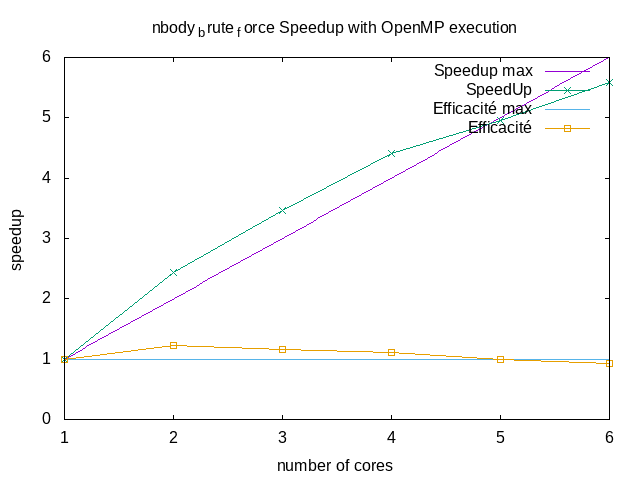 nbody b rute f orce Speedup with OpenMP execution
6
5
4
3
2
1
0
speedup
Speedup max
SpeedUp
Efficacité max
Efficacité
1 2 3 4 5 6
number of cores